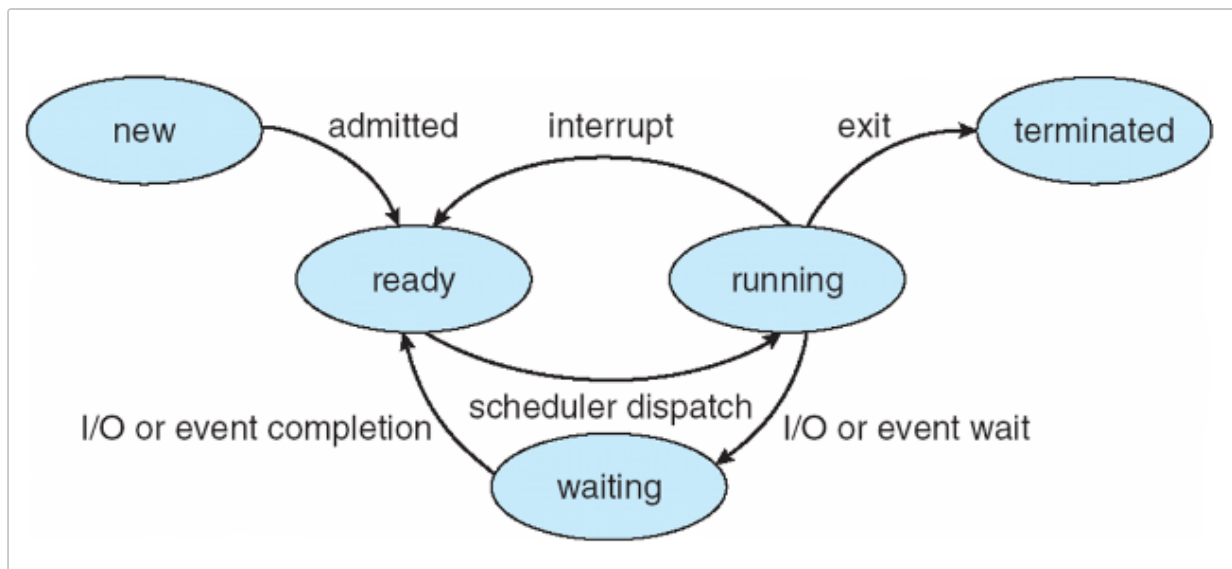 new
admitted
interrupt
exit
terminated
ready
running
scheduler dispatch
I/O or event completion
I/O or event wait
waiting